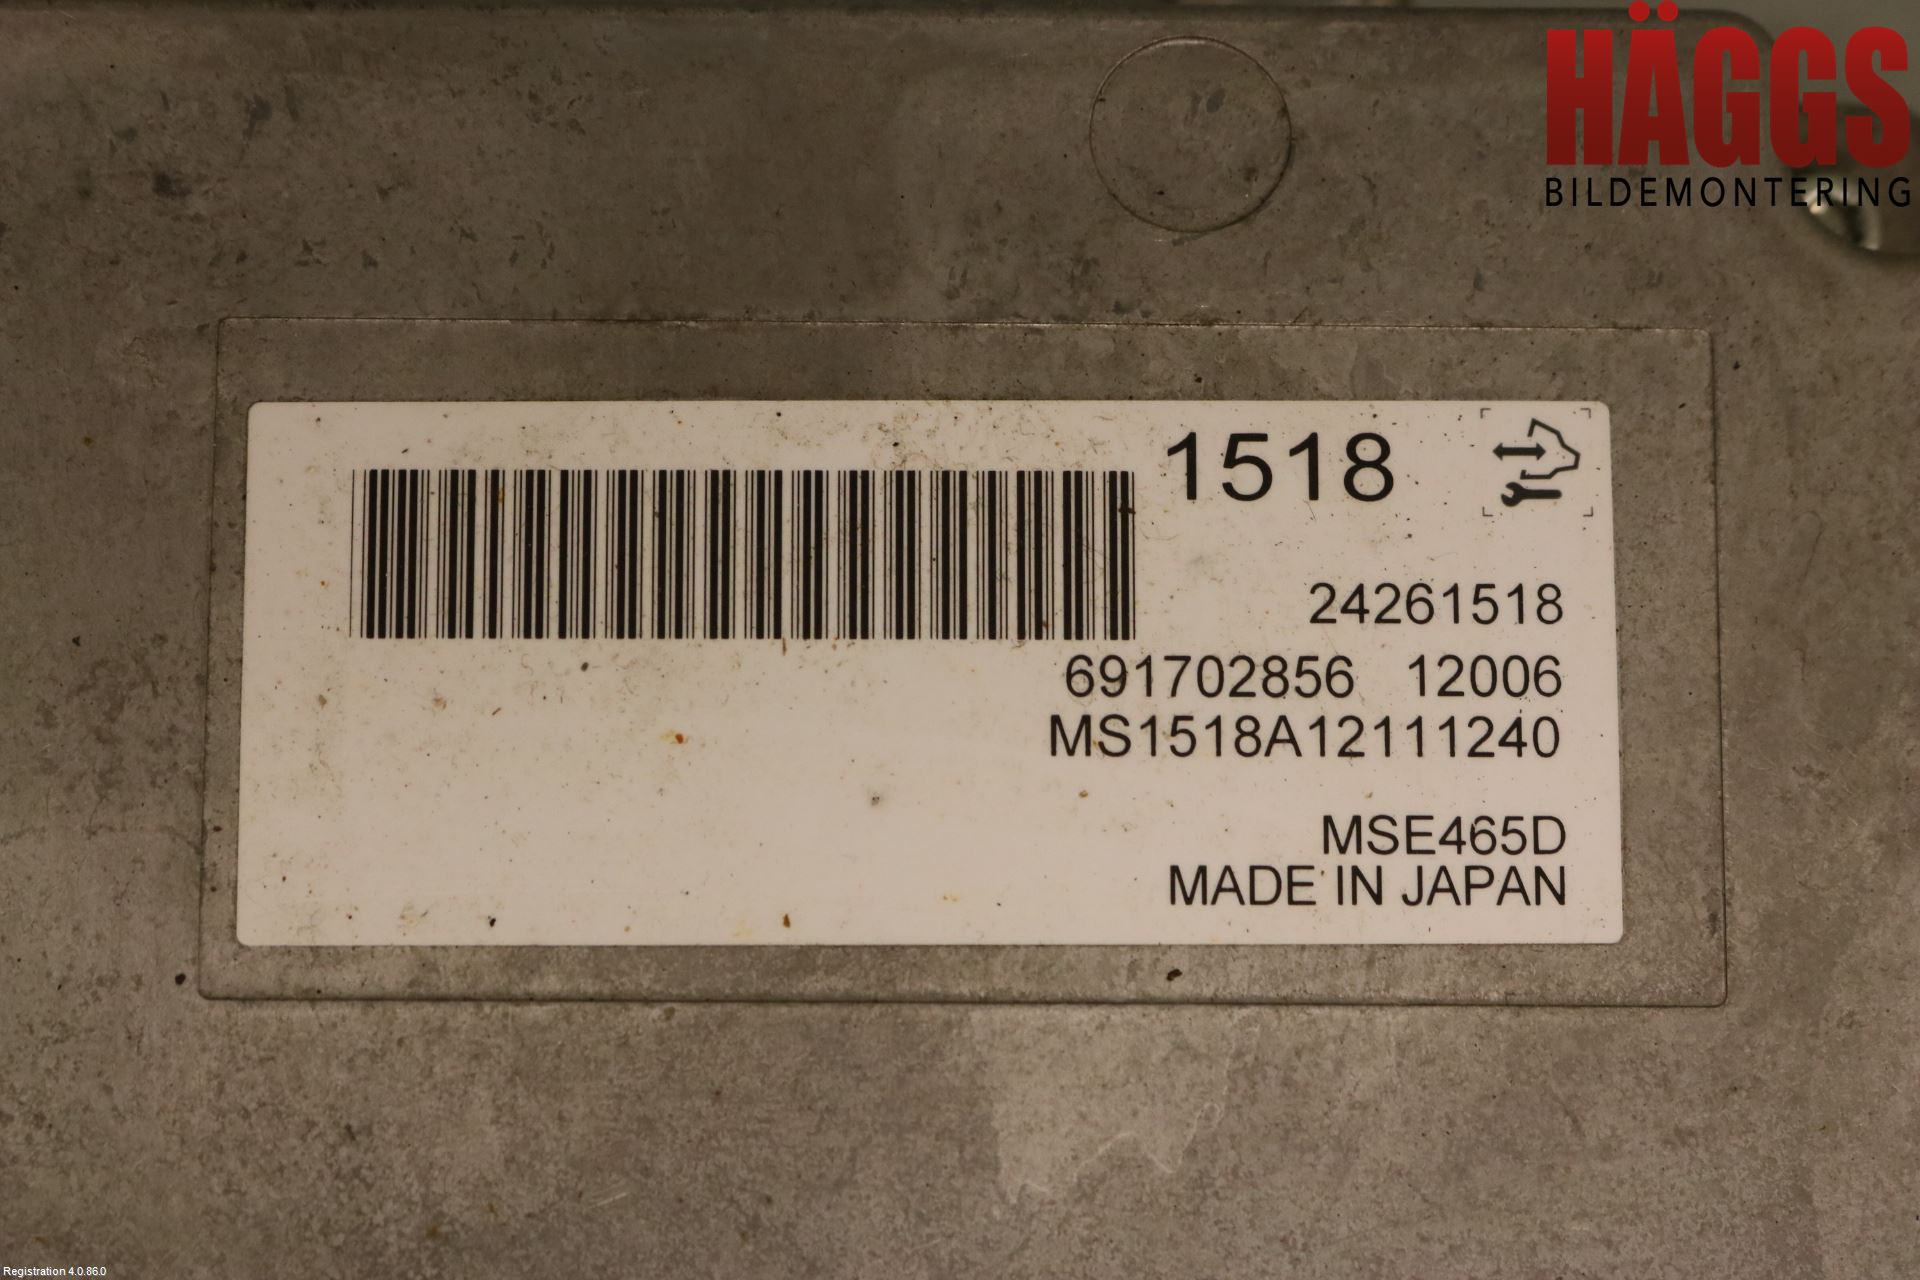 HÄGGS
BILDEMONTERING
1518
24261518
691702856 12006
MS1518A12111240
MSE465D
MADE IN JAPAN
Registration 4.0.86.0